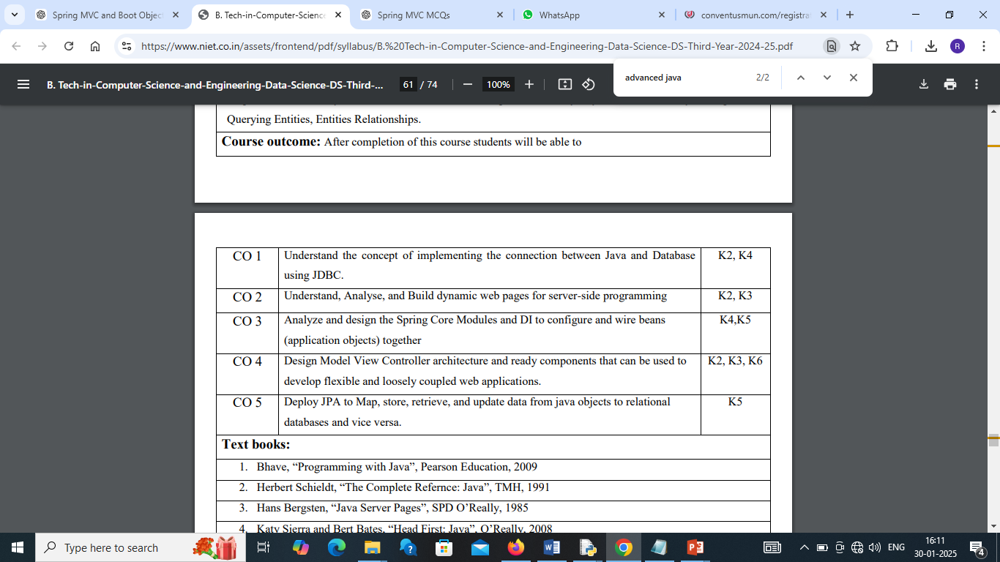 Spring MVC and Boot Objec
B. Tech-in-Computer-Science
Spring MVC MCQs
WhatsApp
conventusmun.com/registra
https://www.niet.co.in/assets/frontend/pdf/syllabus/B.%20Tech-in-Computer-Science-and-Engineering-Data-Science-DS-Third-Year-2024-25.pdf
R
advanced java 2/2
B. Tech-in-Computer-Science-and-Engineering-Data-Science-DS-Third-... 61 / 74 100%
Querying Entities, Entities Relationships.
Course outcome: After completion of this course students will be able to
CO 1 Understand the concept of implementing the connection between Java and Database K2, K4
using JDBC.
CO 2 Understand, Analyse, and Build dynamic web pages for server-side programming K2, K3
CO 3 Analyze and design the Spring Core Modules and DI to configure and wire beans K4,K5
(application objects) together
CO 4 Design Model View Controller architecture and ready components that can be used to K2, K3, K6
develop flexible and loosely coupled web applications.
CO 5 Deploy JPA to Map, store, retrieve, and update data from java objects to relational K5
databases and vice versa.
Text books:
1. Bhave, “Programming with Java”, Pearson Education, 2009
2. Herbert Schieldt, “The Complete Refernce: Java”, TMH, 1991
3. Hans Bergsten, “Java Server Pages”, SPD O’Really, 1985
4. Katy Sierra and Bert Bates, “Head First: Java”, O’Really, 2008
Type here to search
ENG
16:11
30-01-2025
4